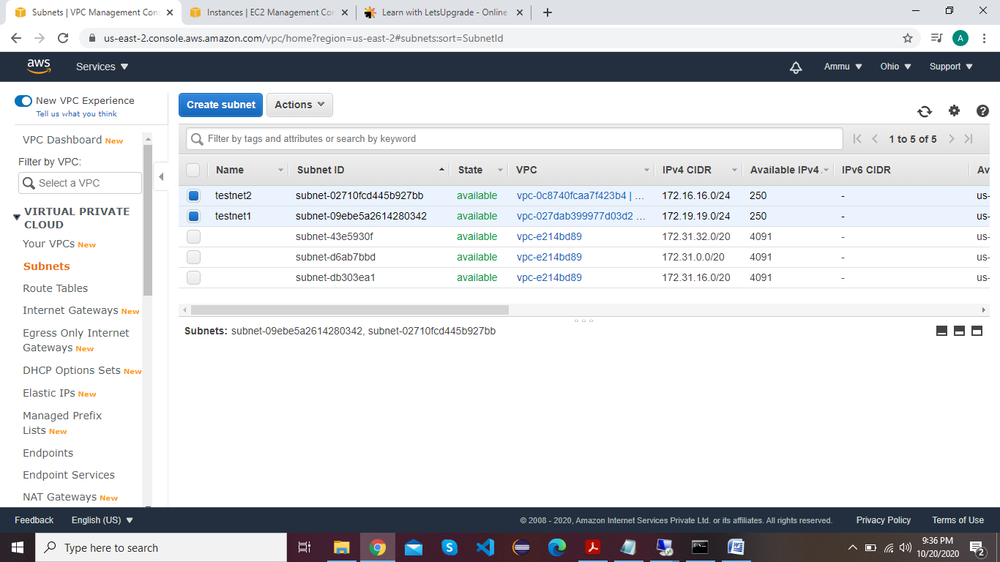 Subnets | VPC Management Cons
Instances | EC2 Management Con
Learn with LetsUpgrade - Online
us-east-2.console.aws.amazon.com/vpc/home?region=us-east-2#subnets:sort=SubnetId
A
aws
Services
Ammu
Ohio
Support
New VPC Experience
Tell us what you think
VPC Dashboard New
Filter by VPC:
Select a VPC
VIRTUAL PRIVATE
CLOUD
Your VPCs New
Subnets
Route Tables
Internet Gateways New
Egress Only Internet
Gateways New
DHCP Options Sets New
Elastic IPs New
Managed Prefix
Lists New
Endpoints
Endpoint Services
NAT Gateways New
Create subnet
Actions
Filter by tags and attributes or search by keyword
1 to 5 of 5
Name Subnet ID State VPC IPv4 CIDR Available IPv4 IPv6 CIDR Av
testnet2 subnet-02710fcd445b927bb available vpc-0c8740fcaa7f423b4 | … 172.16.16.0/24 250 - us-
testnet1 subnet-09ebe5a2614280342 available vpc-027dab399977d03d2 … 172.19.19.0/24 250 - us-
subnet-43e5930f available vpc-e214bd89 172.31.32.0/20 4091 - us-
subnet-d6ab7bbd available vpc-e214bd89 172.31.0.0/20 4091 - us-
subnet-db303ea1 available vpc-e214bd89 172.31.16.0/20 4091 - us-
Subnets: subnet-09ebe5a2614280342, subnet-02710fcd445b927bb
Feedback
English (US)
© 2008 - 2020, Amazon Internet Services Private Ltd. or its affiliates. All rights reserved.
Privacy Policy
Terms of Use
Type here to search
9:36 PM
10/20/2020
2